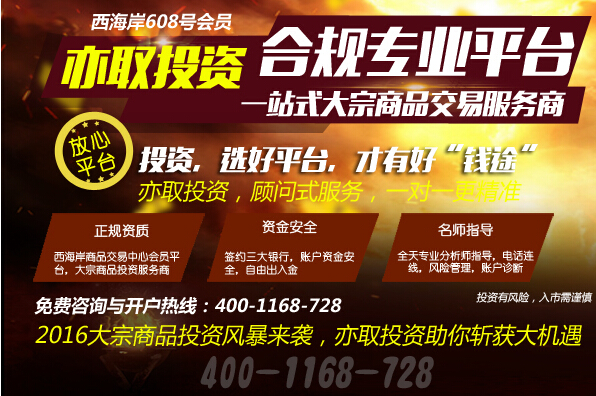 西海岸608号会员
亦取投资
合规专业平台
一站式大宗商品交易服务商
放心
平台
投资，选好平台，才有好“钱途”
亦取投资，顾问式服务，一对一更精准
正规资质
西海岸商品交易中心会员平
台，大宗商品投资服务商
资金安全
签约三大银行，账户资金安
全，自由出入金
名师指导
全天专业分析师指导，电话连
线，风险管理，账户诊断
投资有风险，入市需谨慎
免费咨询与开户热线：400-1168-728
2016大宗商品投资风暴来袭，亦取投资助你斩获大机遇
400-1168-728